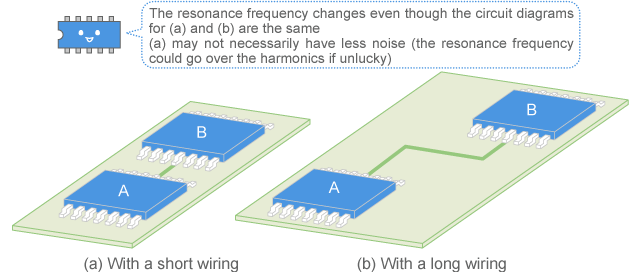 The resonance frequency changes even though the circuit diagrams
for (a) and (b) are the same
(a) may not necessarily have less noise (the resonance frequency
could go over the harmonics if unlucky)
B
A
B
A
(a) With a short wiring
(b) With a long wiring